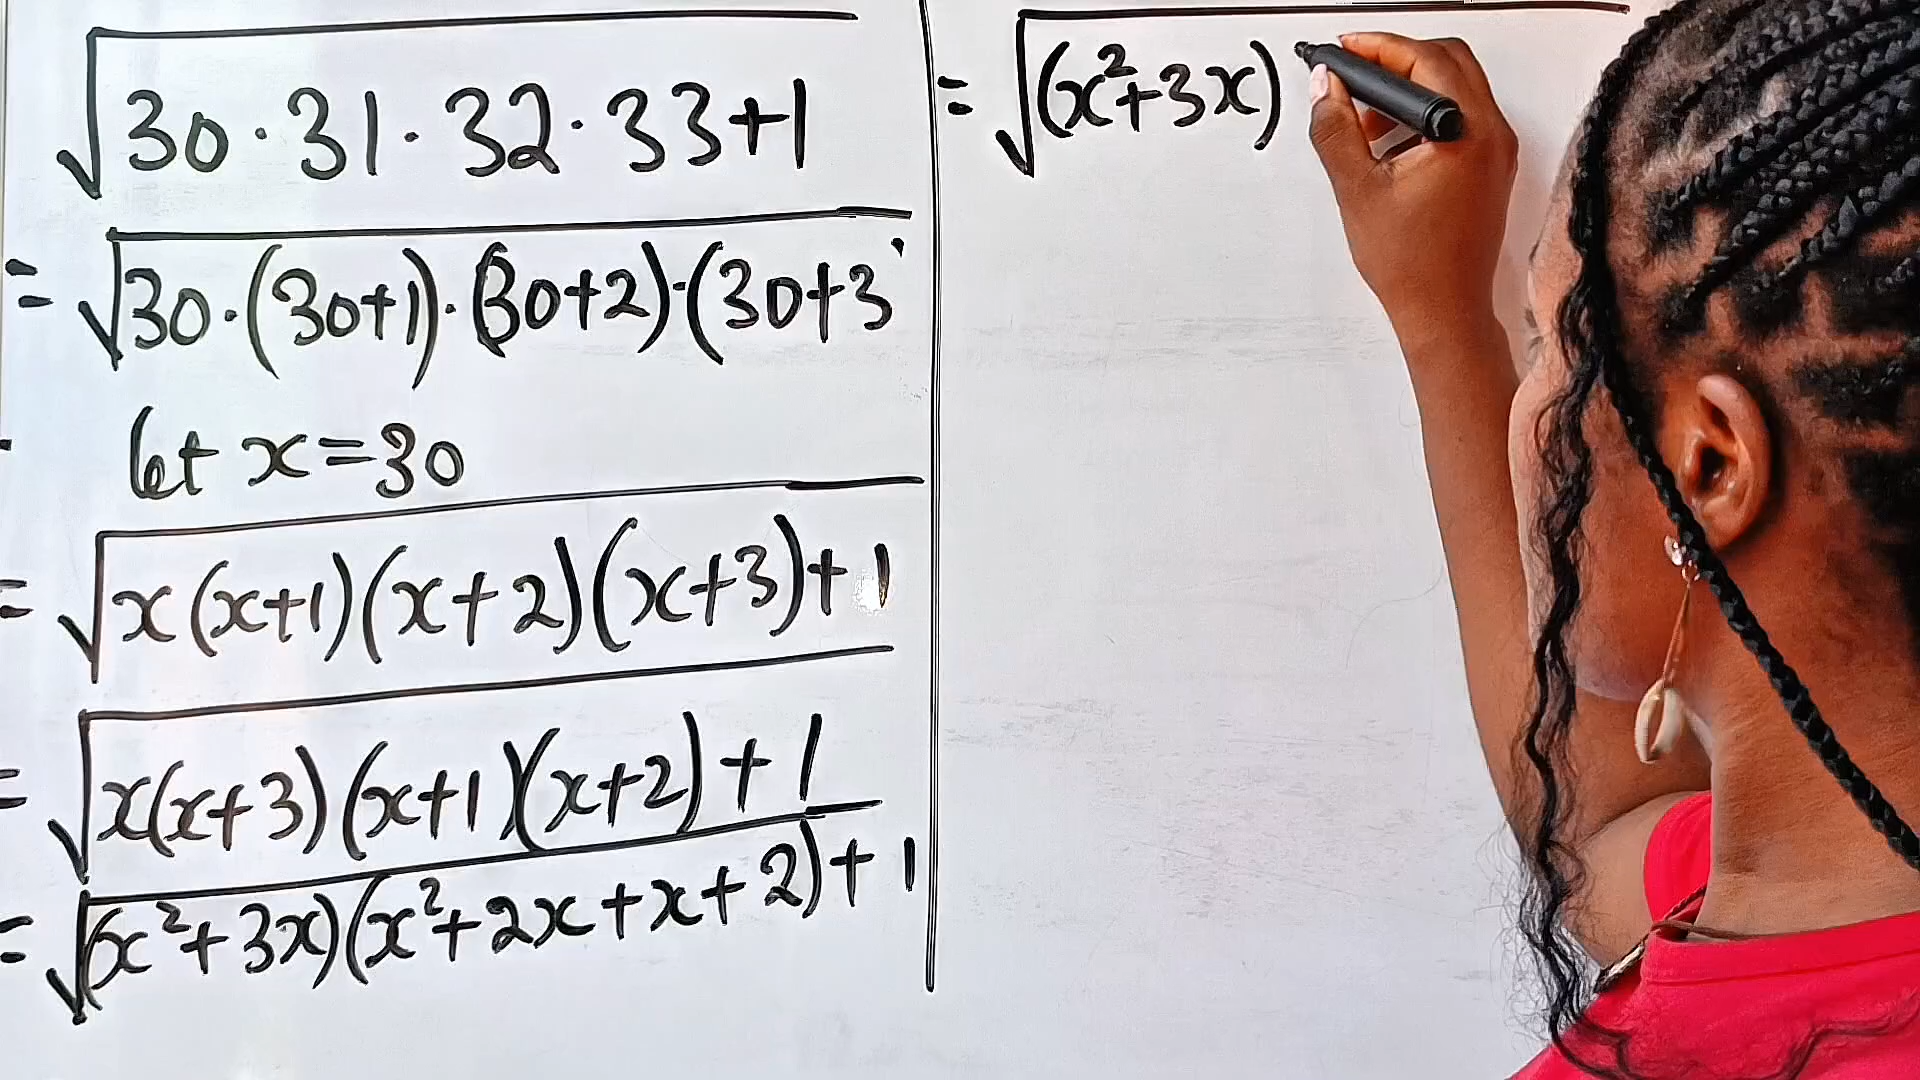 √30·31·32·33+1
= √30·(30+1)·(30+2)·(30+3
let x=30
= √x(x+1)(x+2)(x+3)+1
= √x(x+3)(x+1)(x+2)+1
= √(x²+3x)(x²+2x+x+2)+1
= √(x²+3x)